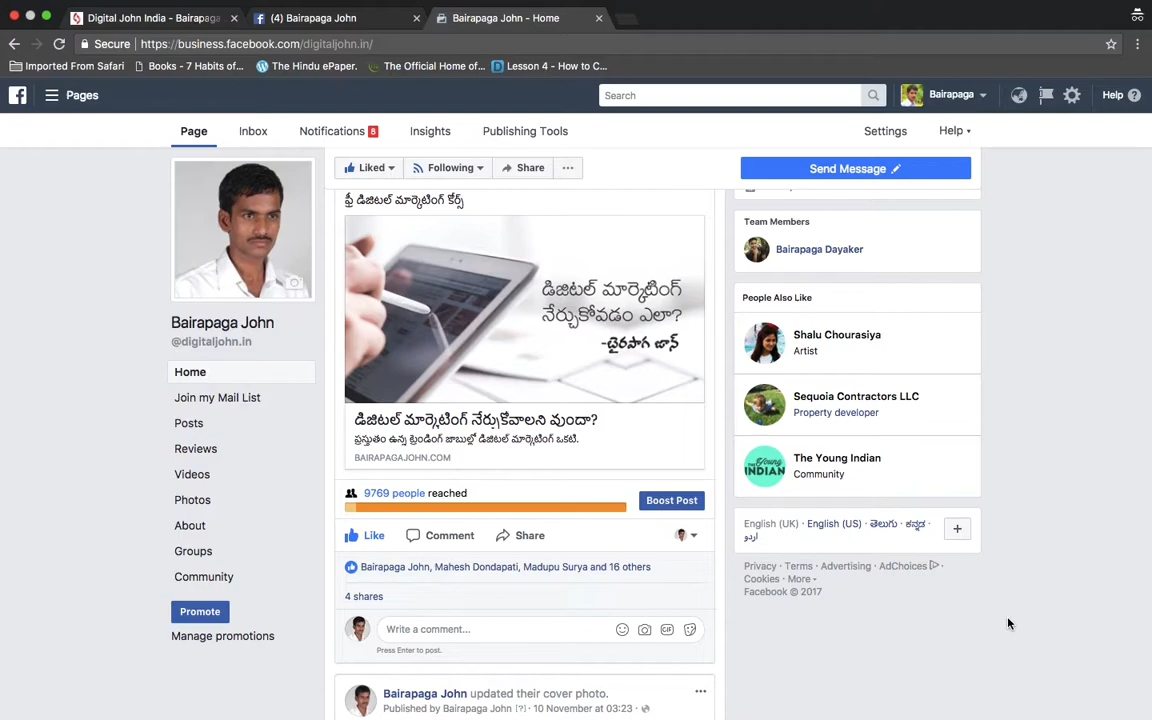 Digital John India - Bairapaga
(4) Bairapaga John
Bairapaga John - Home
Secure
https://business.facebook.com/digitaljohn.in/
Imported From Safari
Books - 7 Habits of...
The Hindu ePaper.
The Official Home of...
Lesson 4 - How to C...
Pages
Search
Bairapaga
Help
Page
Inbox
Notifications 8
Insights
Publishing Tools
Settings
Help
Liked
Following
Share
Send Message
ఫ్రీ డిజిటల్ మార్కెటింగ్ కోర్స్
డిజిటల్ మార్కెటింగ్
నేర్చుకోవడం ఎలా?
-బైరపాగ జాన్
డిజిటల్ మార్కెటింగ్ నేర్చుకోవాలని వుందా?
ప్రస్తుతం ఉన్న ట్రెండింగ్ జాబుల్లో డిజిటల్ మార్కెటింగ్ ఒకటి.
BAIRAPAGAJOHN.COM
9769 people reached
Boost Post
Like
Comment
Share
Bairapaga John, Mahesh Dondapati, Madupu Surya and 16 others
4 shares
Write a comment...
GIF
Press Enter to post.
Bairapaga John updated their cover photo.
Published by Bairapaga John [?] · 10 November at 03:23 ·
Bairapaga John
@digitaljohn.in
Home
Join my Mail List
Posts
Reviews
Videos
Photos
About
Groups
Community
Promote
Manage promotions
Team Members
Bairapaga Dayaker
People Also Like
Shalu Chourasiya
Artist
Sequoia Contractors LLC
Property developer
THE Young
INDIAN
The Young Indian
Community
English (UK) · English (US) · తెలుగు · ಕನ್ನಡ ·
اردو
Privacy · Terms · Advertising · AdChoices ·
Cookies · More
Facebook © 2017